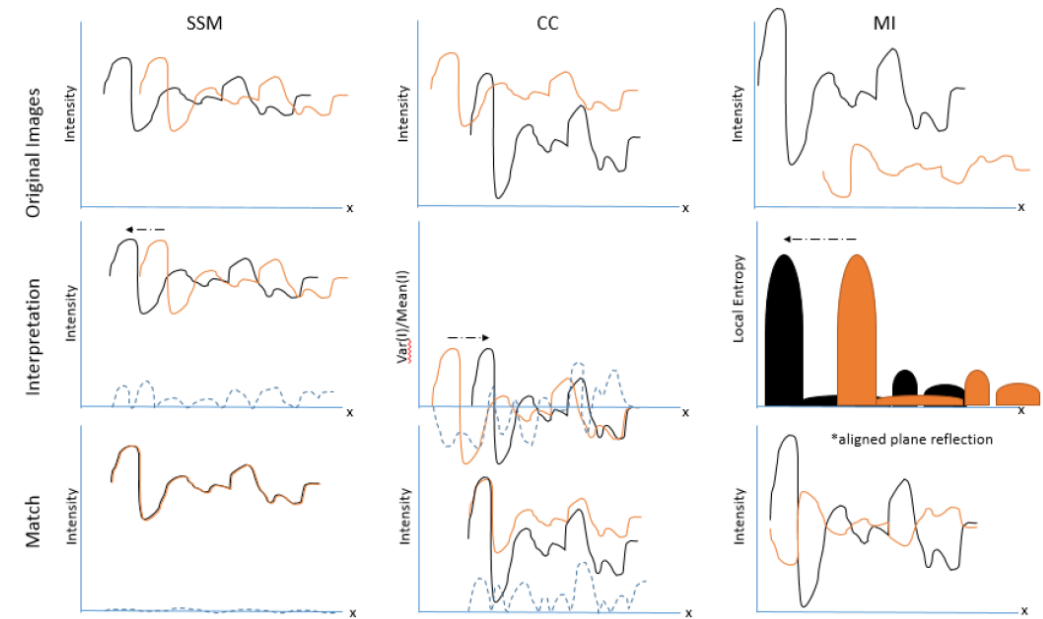 SSM
CC
MI
Original Images
Intensity
x
Intensity
x
Intensity
x
Interpretation
Intensity
x
Var(I)/Mean(I)
x
Local Entropy
x
Match
Intensity
x
Intensity
x
*aligned plane reflection
Intensity
x